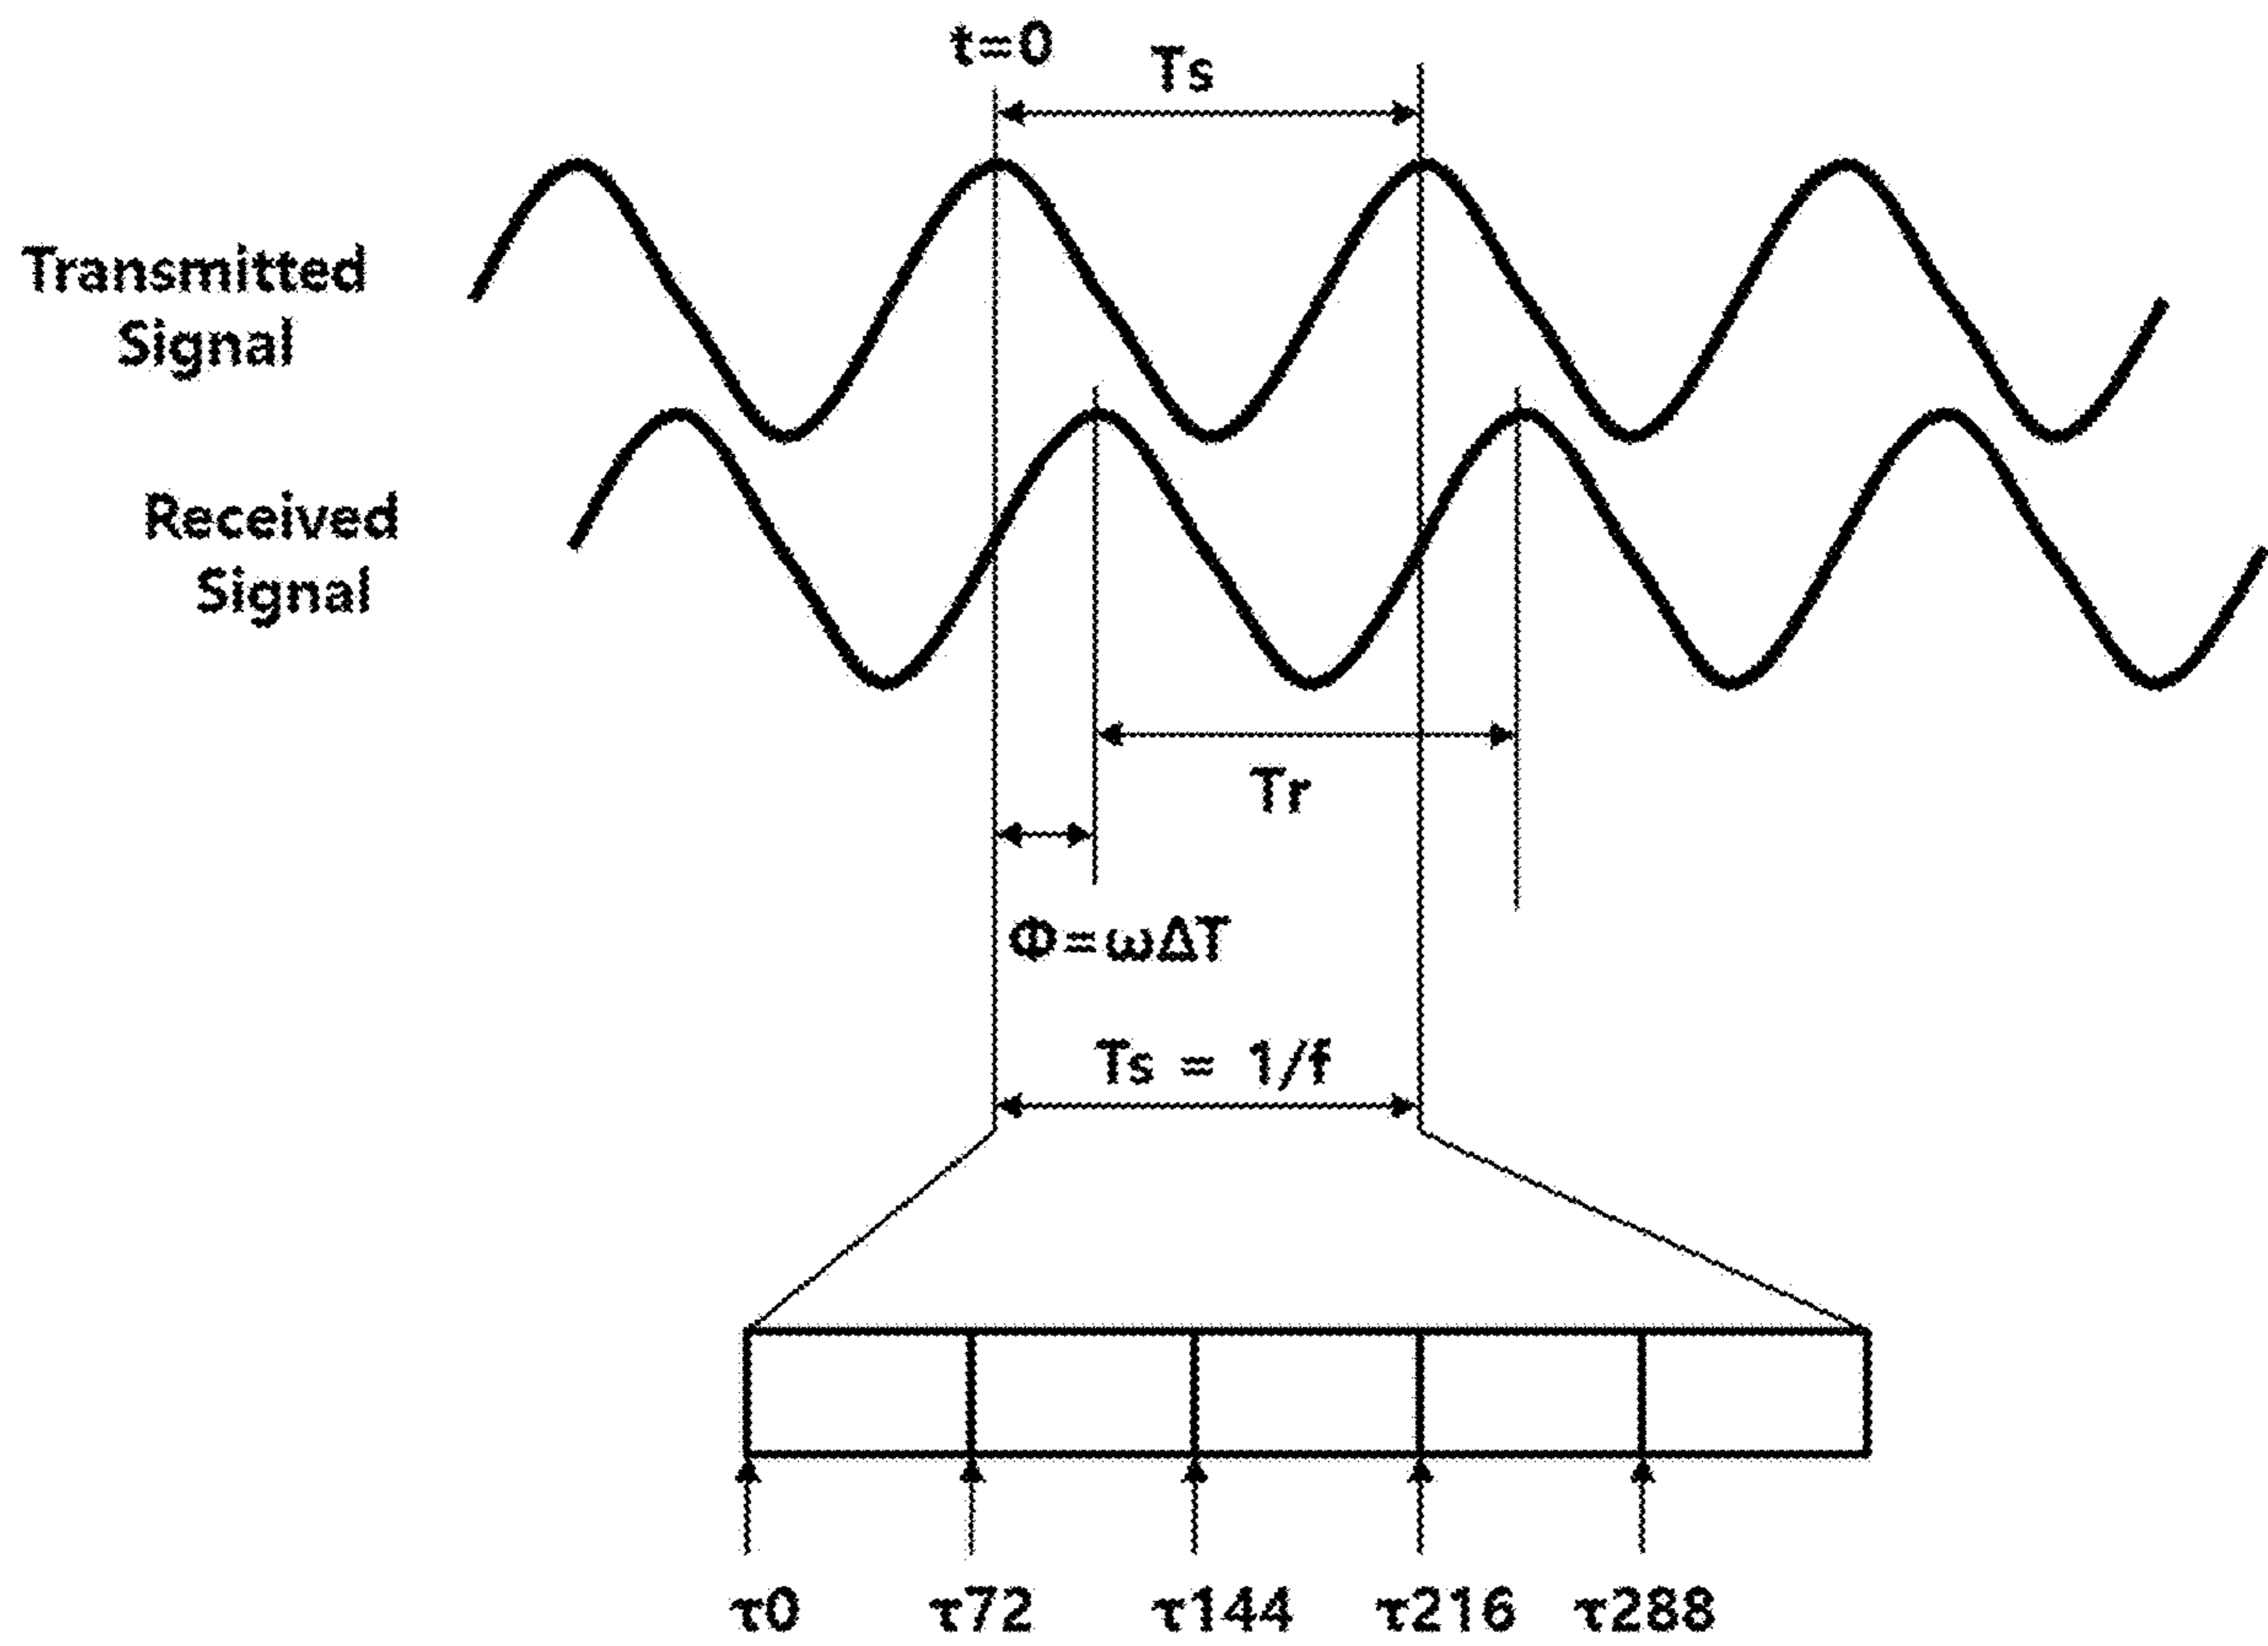 t=0
Ts
Transmitted
Signal
Received
Signal
Tr
Φ=ωΔT
Ts = 1/f
τ0 τ72 τ144 τ216 τ288